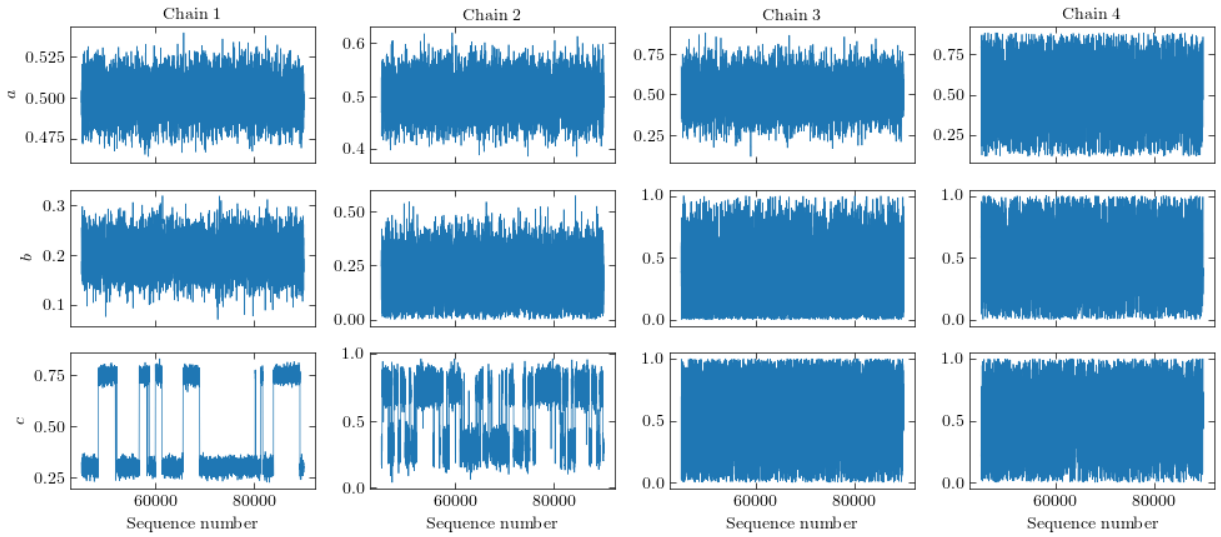 Chain 1 Chain 2 Chain 3 Chain 4
a 0.525 0.500 0.475
0.6 0.5 0.4
0.75 0.50 0.25
0.75 0.50 0.25
b 0.3 0.2 0.1
0.50 0.25 0.00
1.0 0.5 0.0
1.0 0.5 0.0
c 0.75 0.50 0.25
1.0 0.5 0.0
1.0 0.5 0.0
1.0 0.5 0.0
60000 80000 60000 80000 60000 80000 60000 80000
Sequence number Sequence number Sequence number Sequence number